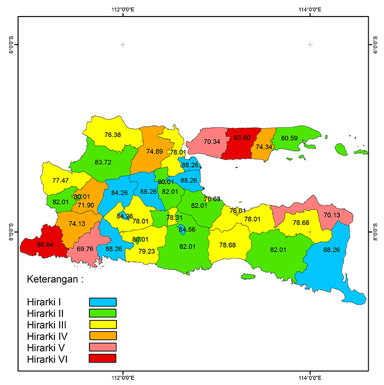 112°0'0"E 114°0'0"E
6°0'0"S 6°0'0"S
76.38
70.34 63.80 74.34 80.59
74.89 78.01
83.72 88.26
77.47 80.01 88.26
82.01 80.01 84.26 88.26 82.01
71.90 82.01 70.68
74.13 84.26 78.01 78.31 76.01 78.01 78.68 70.13
84.56
8°0'0"S 8°0'0"S
66.64 69.76 88.26 80.01 79.23 82.01 78.68 82.01 88.26
Keterangan :
Hirarki I
Hirarki II
Hirarki III
Hirarki IV
Hirarki V
Hirarki VI
112°0'0"E 114°0'0"E